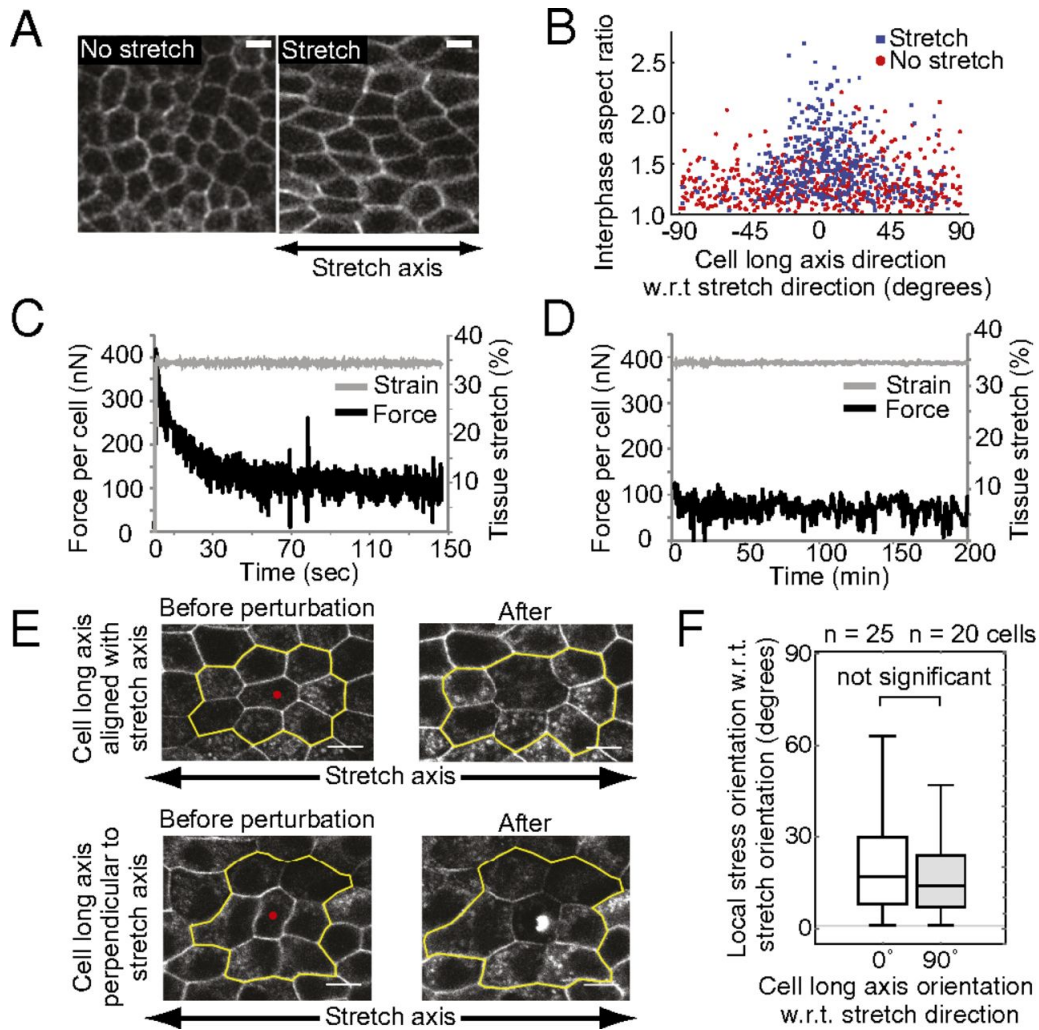 A
No stretch
Stretch
Stretch axis
B
Interphase aspect ratio
2.5
2.0
1.5
1.0
Stretch
No stretch
-90 -45 0 45 90
Cell long axis direction
w.r.t stretch direction (degrees)
C
Force per cell (nN)
400
300
200
100
0
Strain
Force
40
30
20
10
Tissue stretch (%)
0 30 70 110 150
Time (sec)
D
Force per cell (nN)
400
300
200
100
0
Strain
Force
40
30
20
10
Tissue stretch (%)
0 50 100 150 200
Time (min)
E
Cell long axis
aligned with
stretch axis
Before perturbation
After
Stretch axis
Cell long axis
perpendicular to
stretch axis
Before perturbation
After
Stretch axis
F
n = 25 n = 20 cells
not significant
Local stress orientation w.r.t.
stretch orientation (degrees)
90
60
30
0
0° 90°
Cell long axis orientation
w.r.t. stretch direction